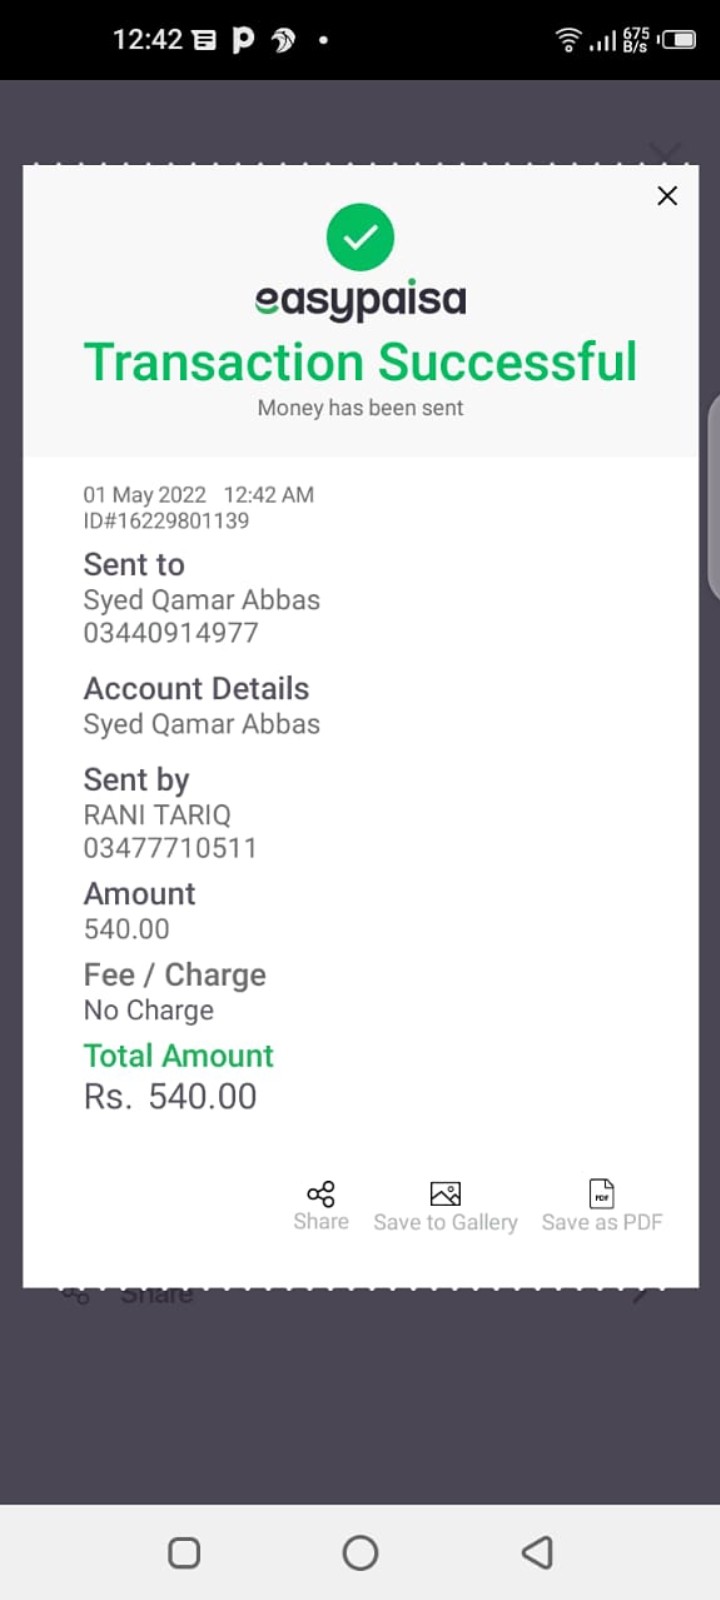 12:42
675
B/s
easypaisa
Transaction Successful
Money has been sent
01 May 2022 12:42 AM
ID#16229801139
Sent to
Syed Qamar Abbas
03440914977
Account Details
Syed Qamar Abbas
Sent by
RANI TARIQ
03477710511
Amount
540.00
Fee / Charge
No Charge
Total Amount
Rs. 540.00
PDF
Share Save to Gallery Save as PDF
Share